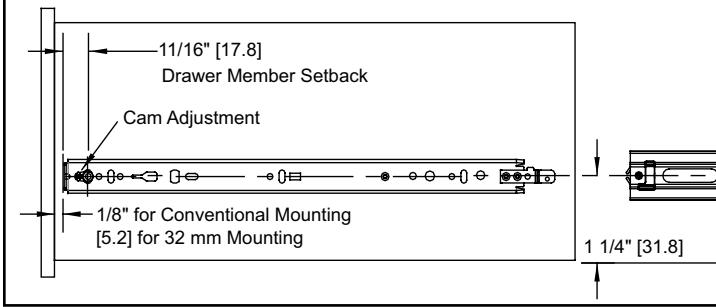 11/16" [17.8]
Drawer Member Setback
Cam Adjustment
1/8" for Conventional Mounting
[5.2] for 32 mm Mounting
1 1/4" [31.8]